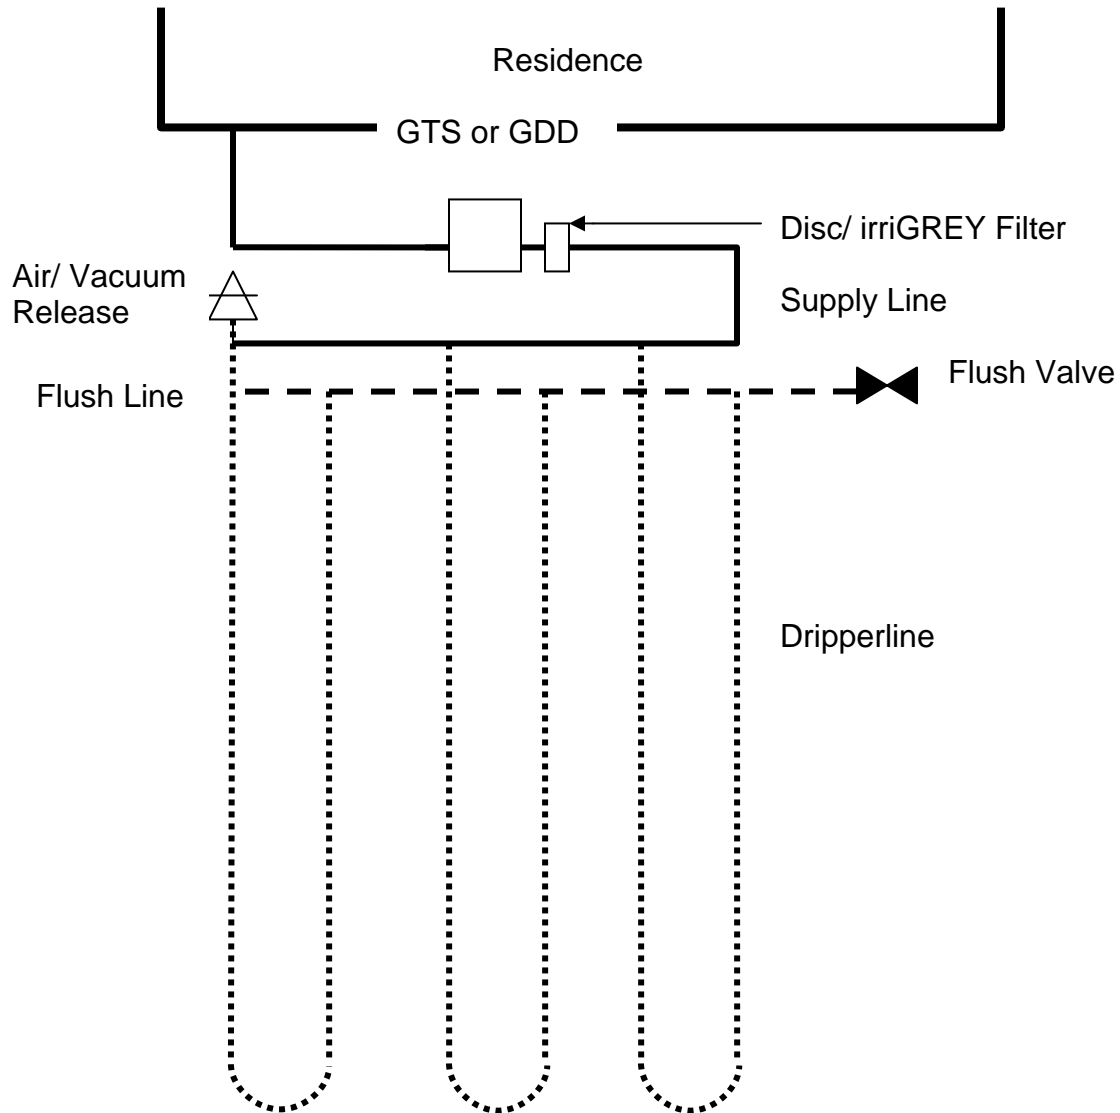 Residence
GTS or GDD
Disc/ irriGREY Filter
Air/ Vacuum
Release
Supply Line
Flush Valve
Flush Line
Dripperline